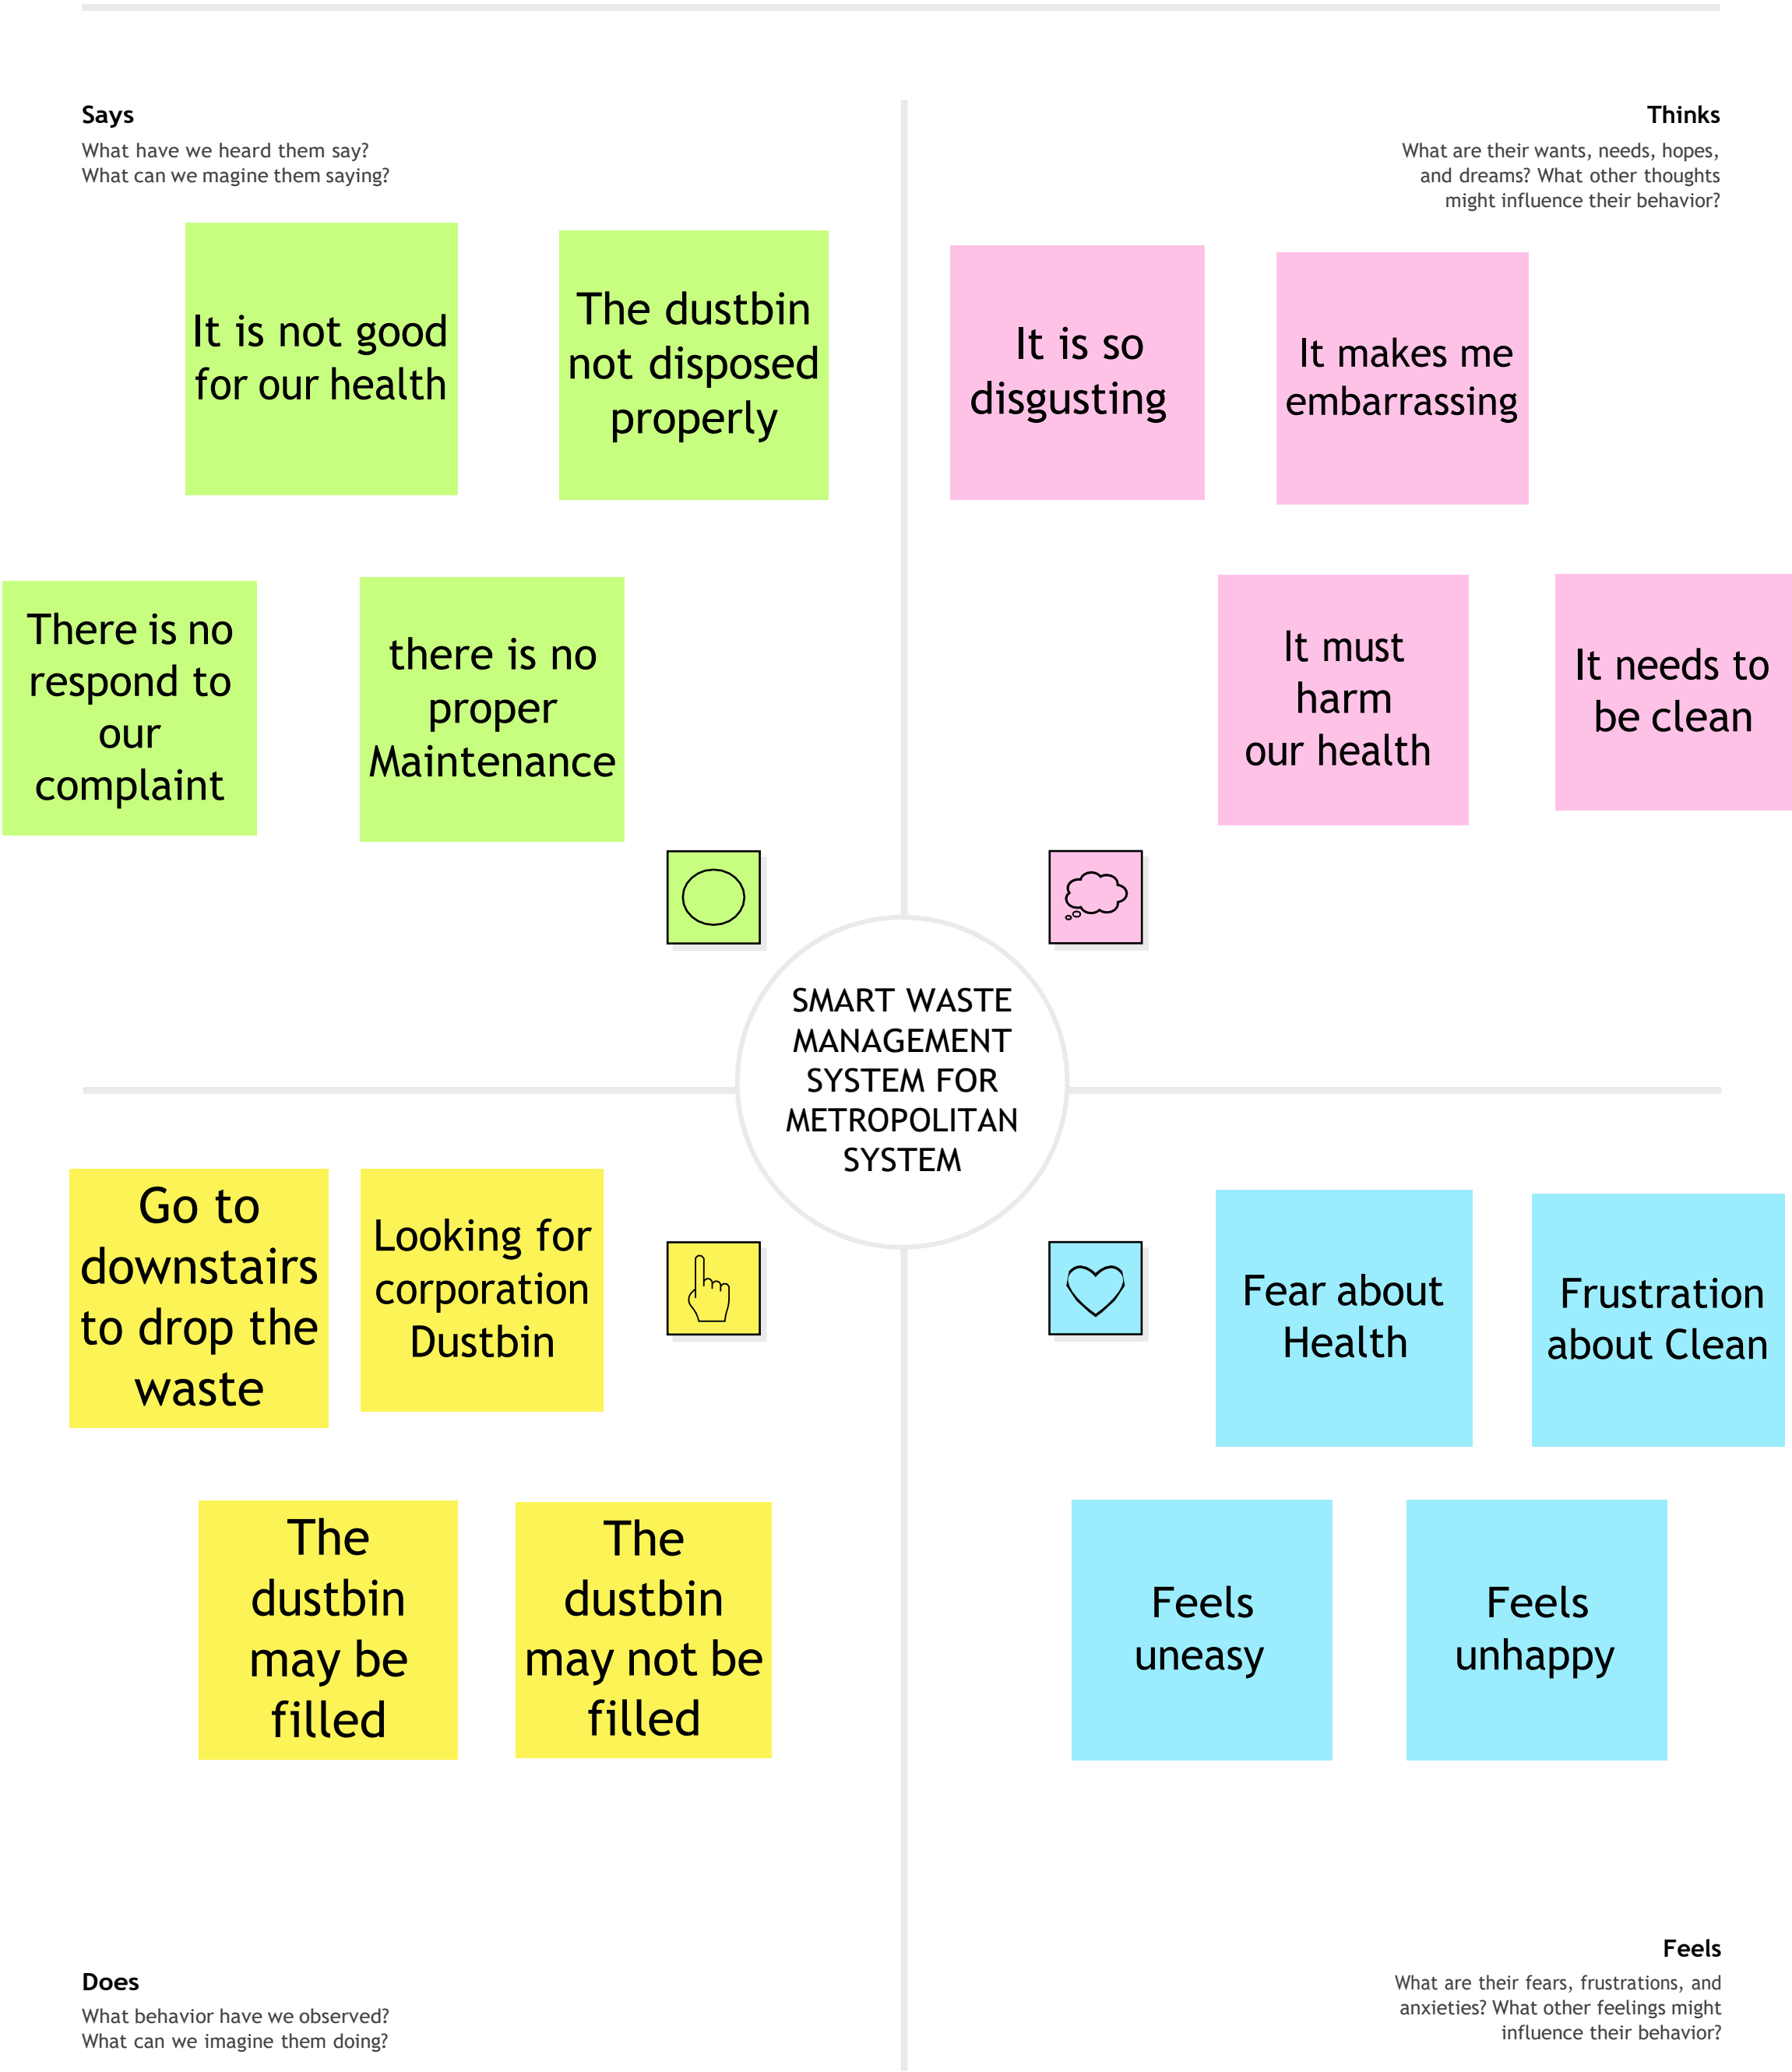 Says
What have we heard them say?
What can we magine them saying?
It is not good
for our health
The dustbin
not disposed
properly
There is no
respond to
our
complaint
there is no
proper
Maintenance
Thinks
What are their wants, needs, hopes,
and dreams? What other thoughts
might influence their behavior?
It is so
disgusting
It makes me
embarrassing
It must
harm
our health
It needs to
be clean
SMART WASTE
MANAGEMENT
SYSTEM FOR
METROPOLITAN
SYSTEM
Go to
downstairs
to drop the
waste
Looking for
corporation
Dustbin
The
dustbin
may be
filled
The
dustbin
may not be
filled
Does
What behavior have we observed?
What can we imagine them doing?
Fear about
Health
Frustration
about Clean
Feels
uneasy
Feels
unhappy
Feels
What are their fears, frustrations, and
anxieties? What other feelings might
influence their behavior?